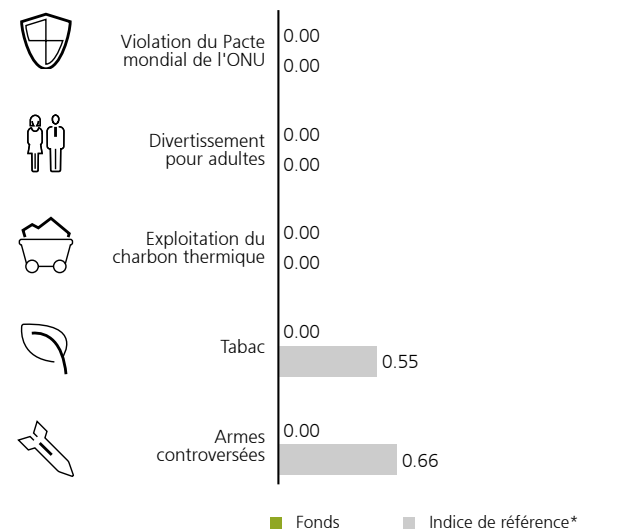 Violation du Pacte
mondial de l'ONU
0.00
0.00
Divertissement
pour adultes
0.00
0.00
Exploitation du
charbon thermique
0.00
0.00
Tabac
0.00
0.55
Armes
controversées
0.00
0.66
Fonds
Indice de référence*